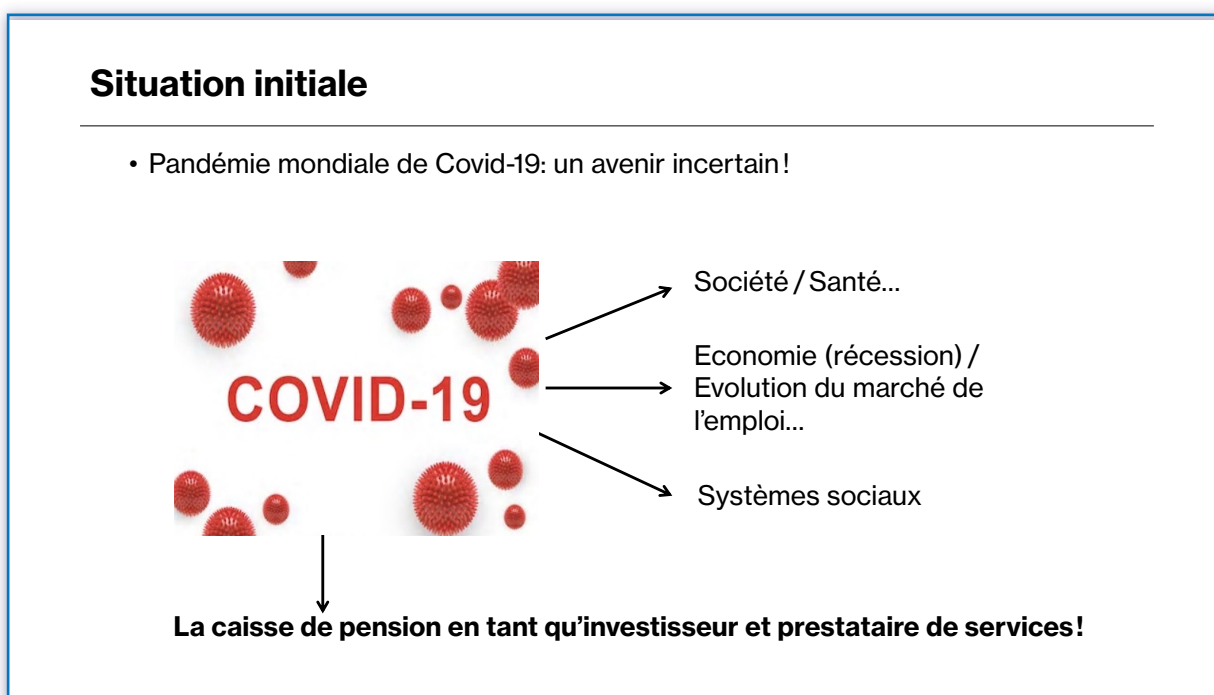 Situation initiale
• Pandémie mondiale de Covid-19: un avenir incertain!
COVID-19
Société / Santé...
Economie (récession) /
Evolution du marché de
l’emploi...
Systèmes sociaux
La caisse de pension en tant qu’investisseur et prestataire de services!